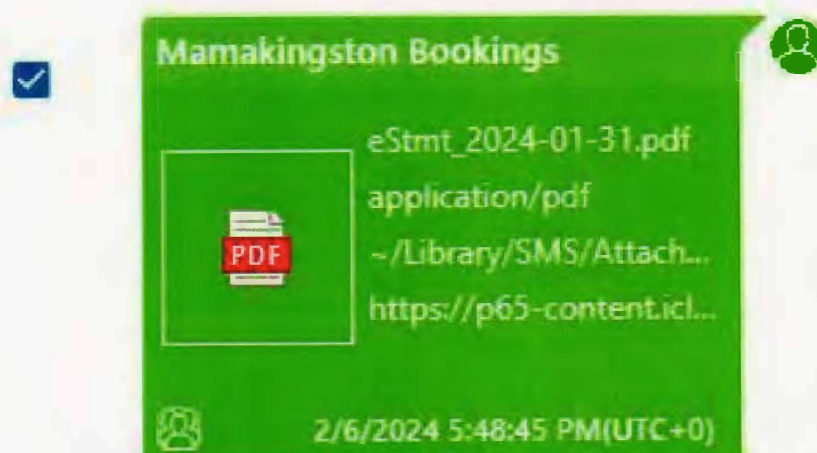 Mamakingston Bookings
eStmt_2024-01-31.pdf
application/pdf
PDF
~/Library/SMS/Attach...
https://p65-content.icl...
2/6/2024 5:48:45 PM(UTC+0)